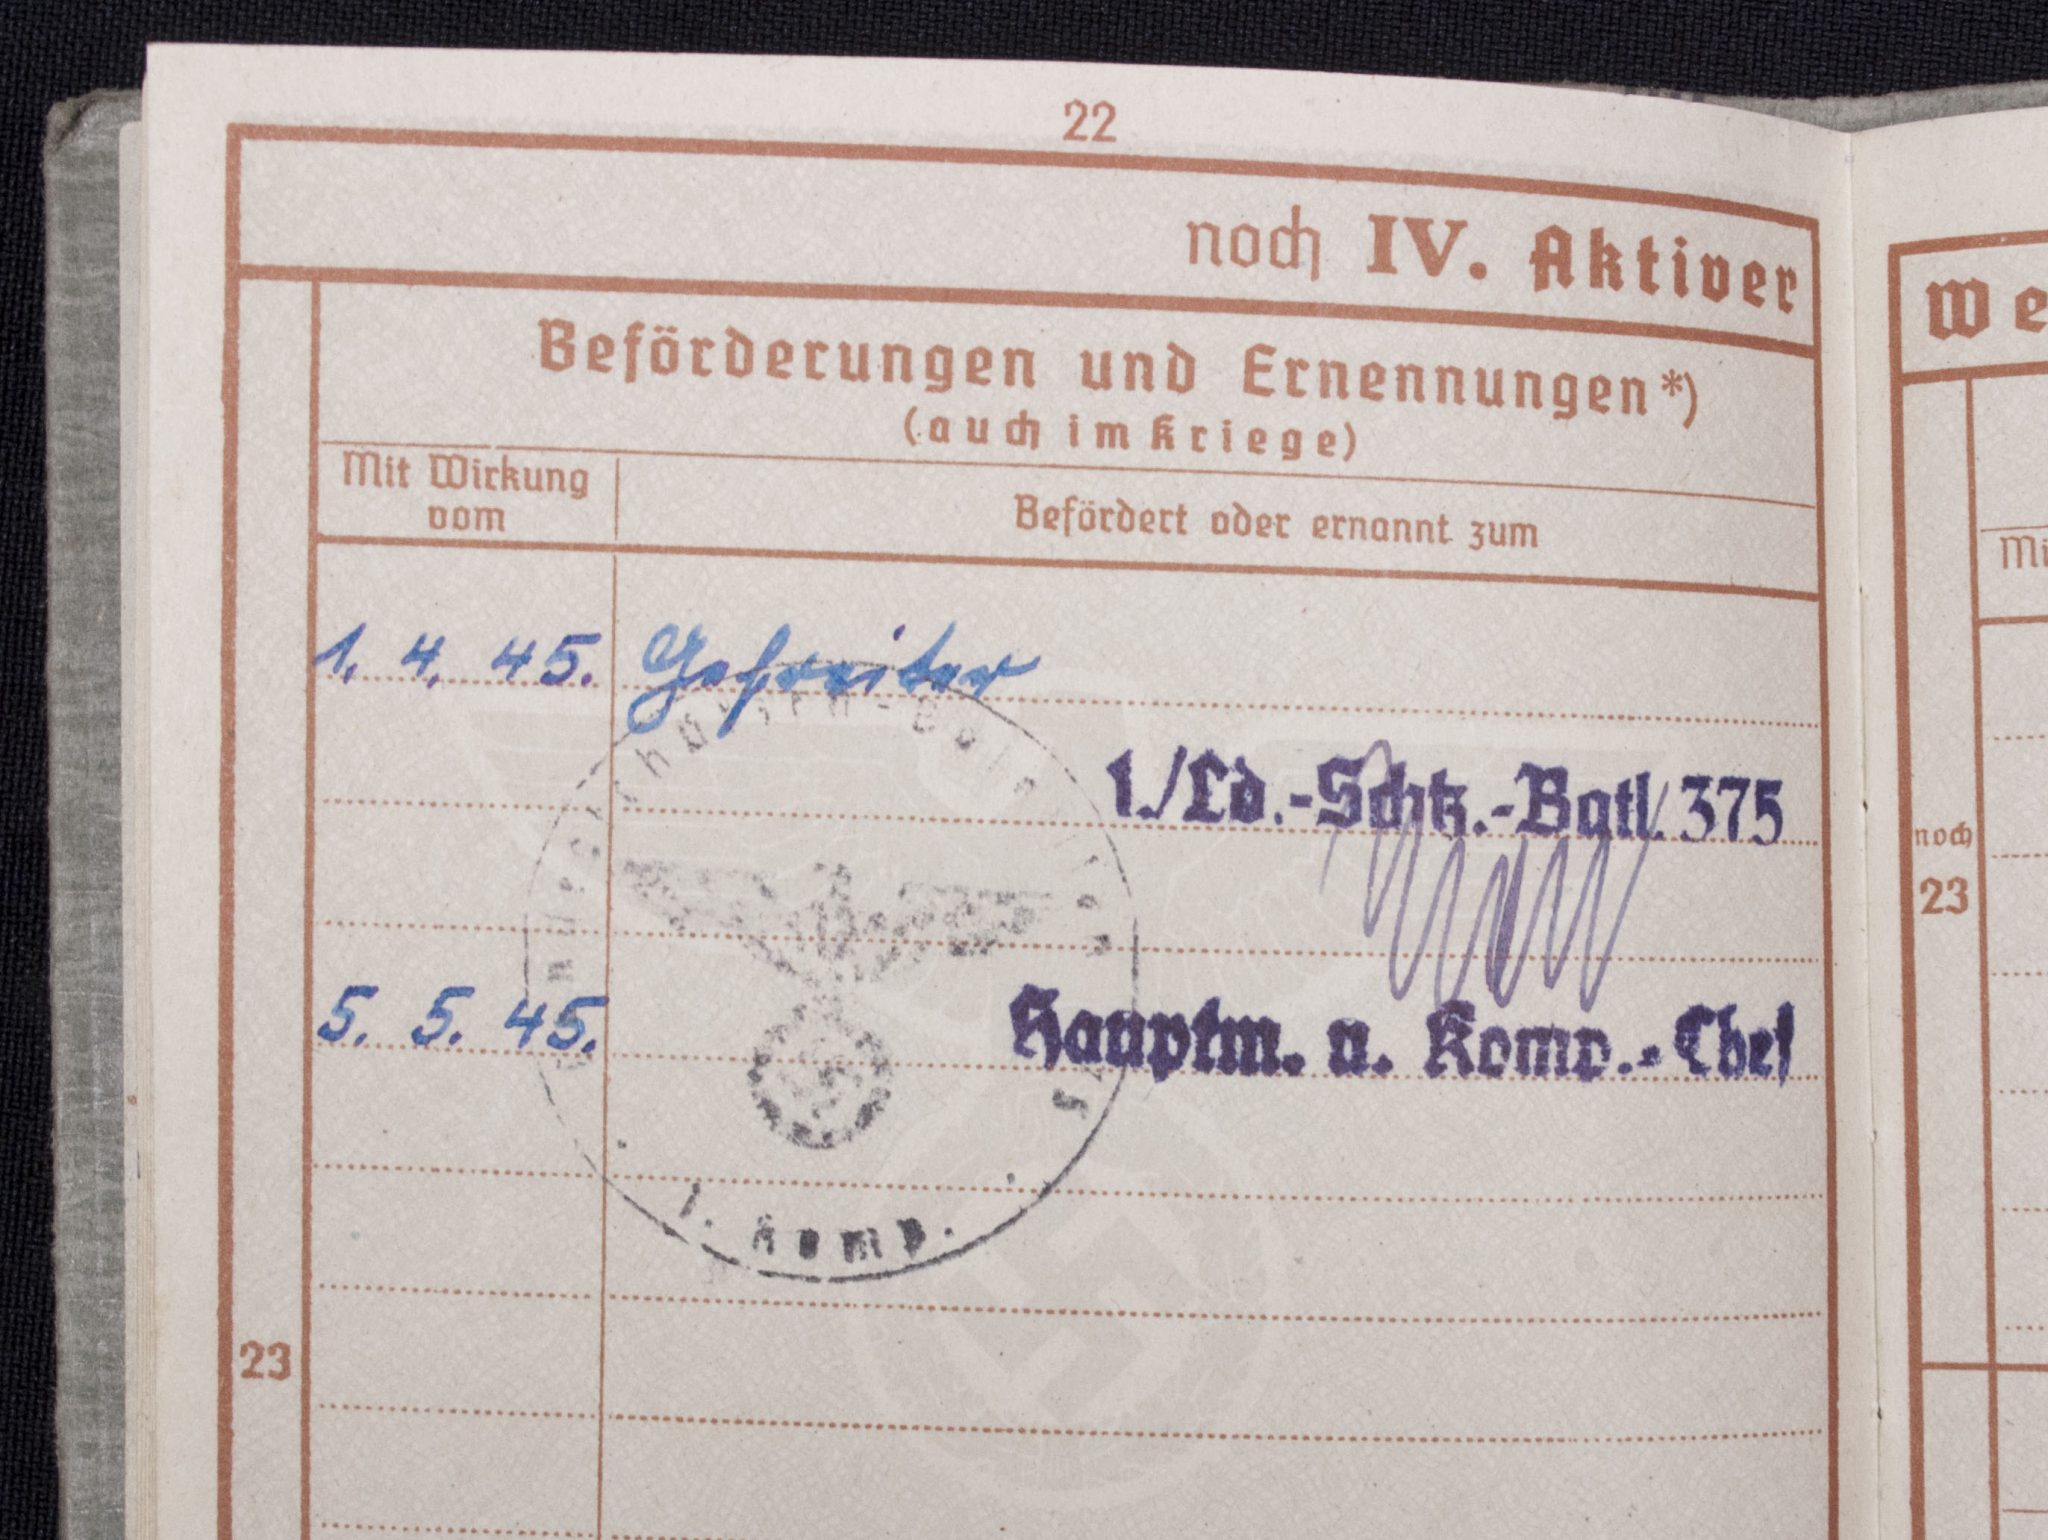 22
noch IV. Aktiver
We
Beförderungen und Ernennungen*)
(auch im Kriege)
Mit Wirkung
vom
Befördert oder ernannt zum
Mi
1. 4. 45. Gefreiter
1./Ld.-Schtz.-Batl. 375
noch
23
5. 5. 45.
Hauptm. u. Komp.-Chef
1. Komp.
23